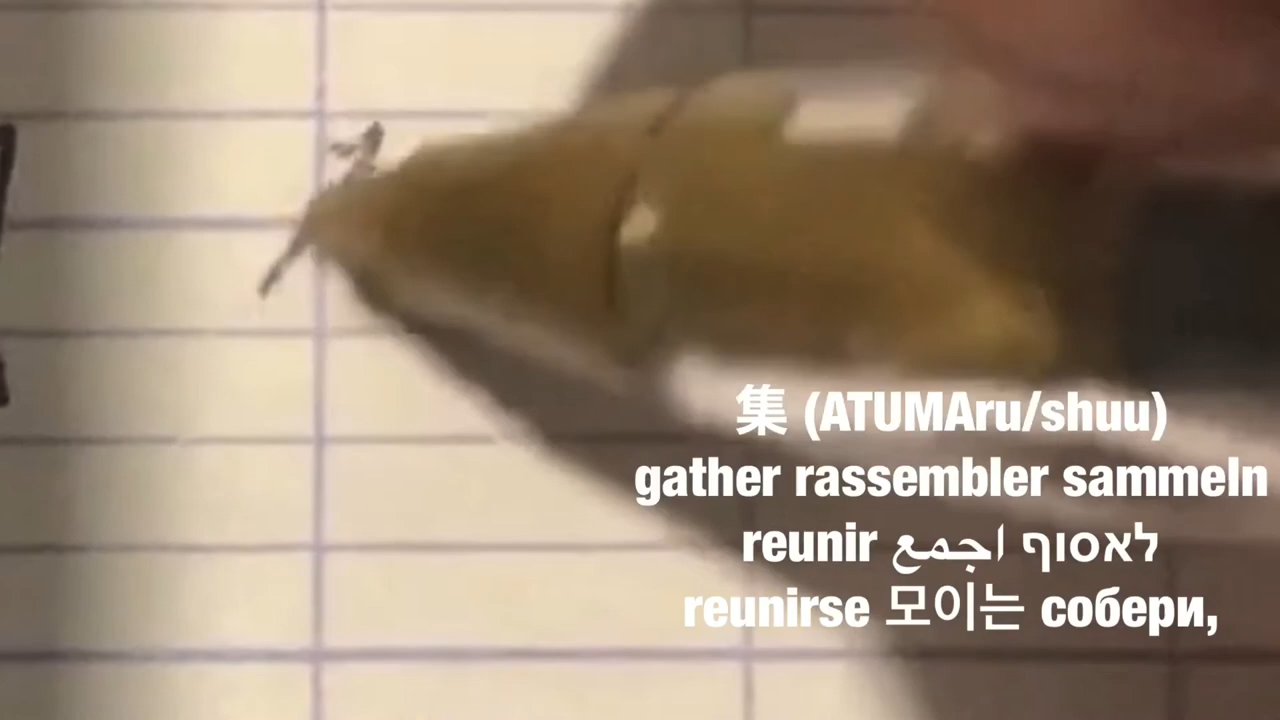 集 (ATUMAru/shuu)
gather rassembler sammeln
reunir اجمع לאסוף
reunirse 모이는 собери,